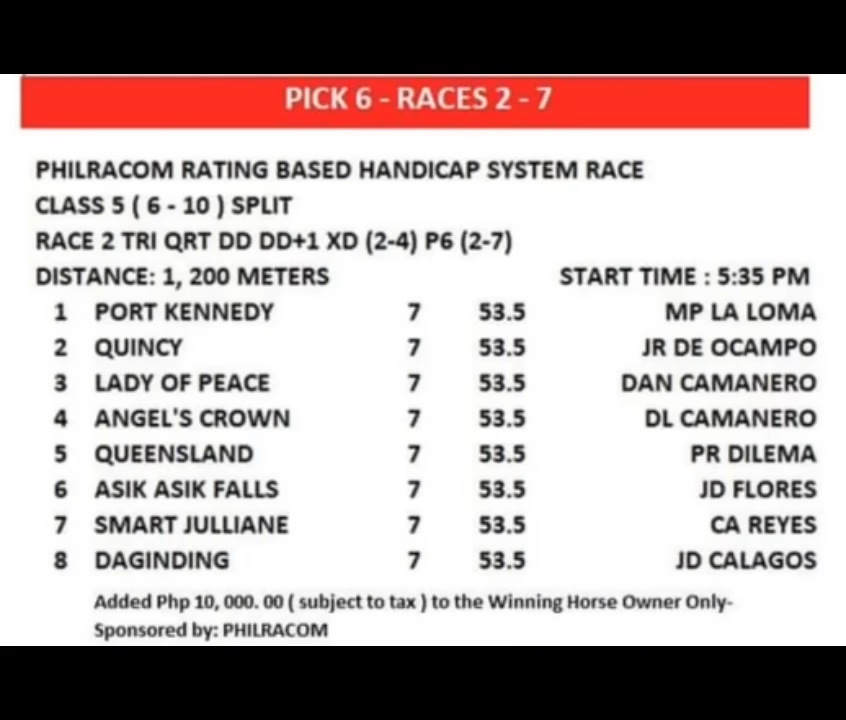 PICK 6 - RACES 2 - 7
PHILRACOM RATING BASED HANDICAP SYSTEM RACE
CLASS 5 ( 6 - 10 ) SPLIT
RACE 2 TRI QRT DD DD+1 XD (2-4) P6 (2-7)
DISTANCE: 1, 200 METERS START TIME : 5:35 PM
1 PORT KENNEDY 7 53.5 MP LA LOMA
2 QUINCY 7 53.5 JR DE OCAMPO
3 LADY OF PEACE 7 53.5 DAN CAMANERO
4 ANGEL'S CROWN 7 53.5 DL CAMANERO
5 QUEENSLAND 7 53.5 PR DILEMA
6 ASIK ASIK FALLS 7 53.5 JD FLORES
7 SMART JULLIANE 7 53.5 CA REYES
8 DAGINDING 7 53.5 JD CALAGOS
Added Php 10, 000. 00 ( subject to tax ) to the Winning Horse Owner Only-
Sponsored by: PHILRACOM